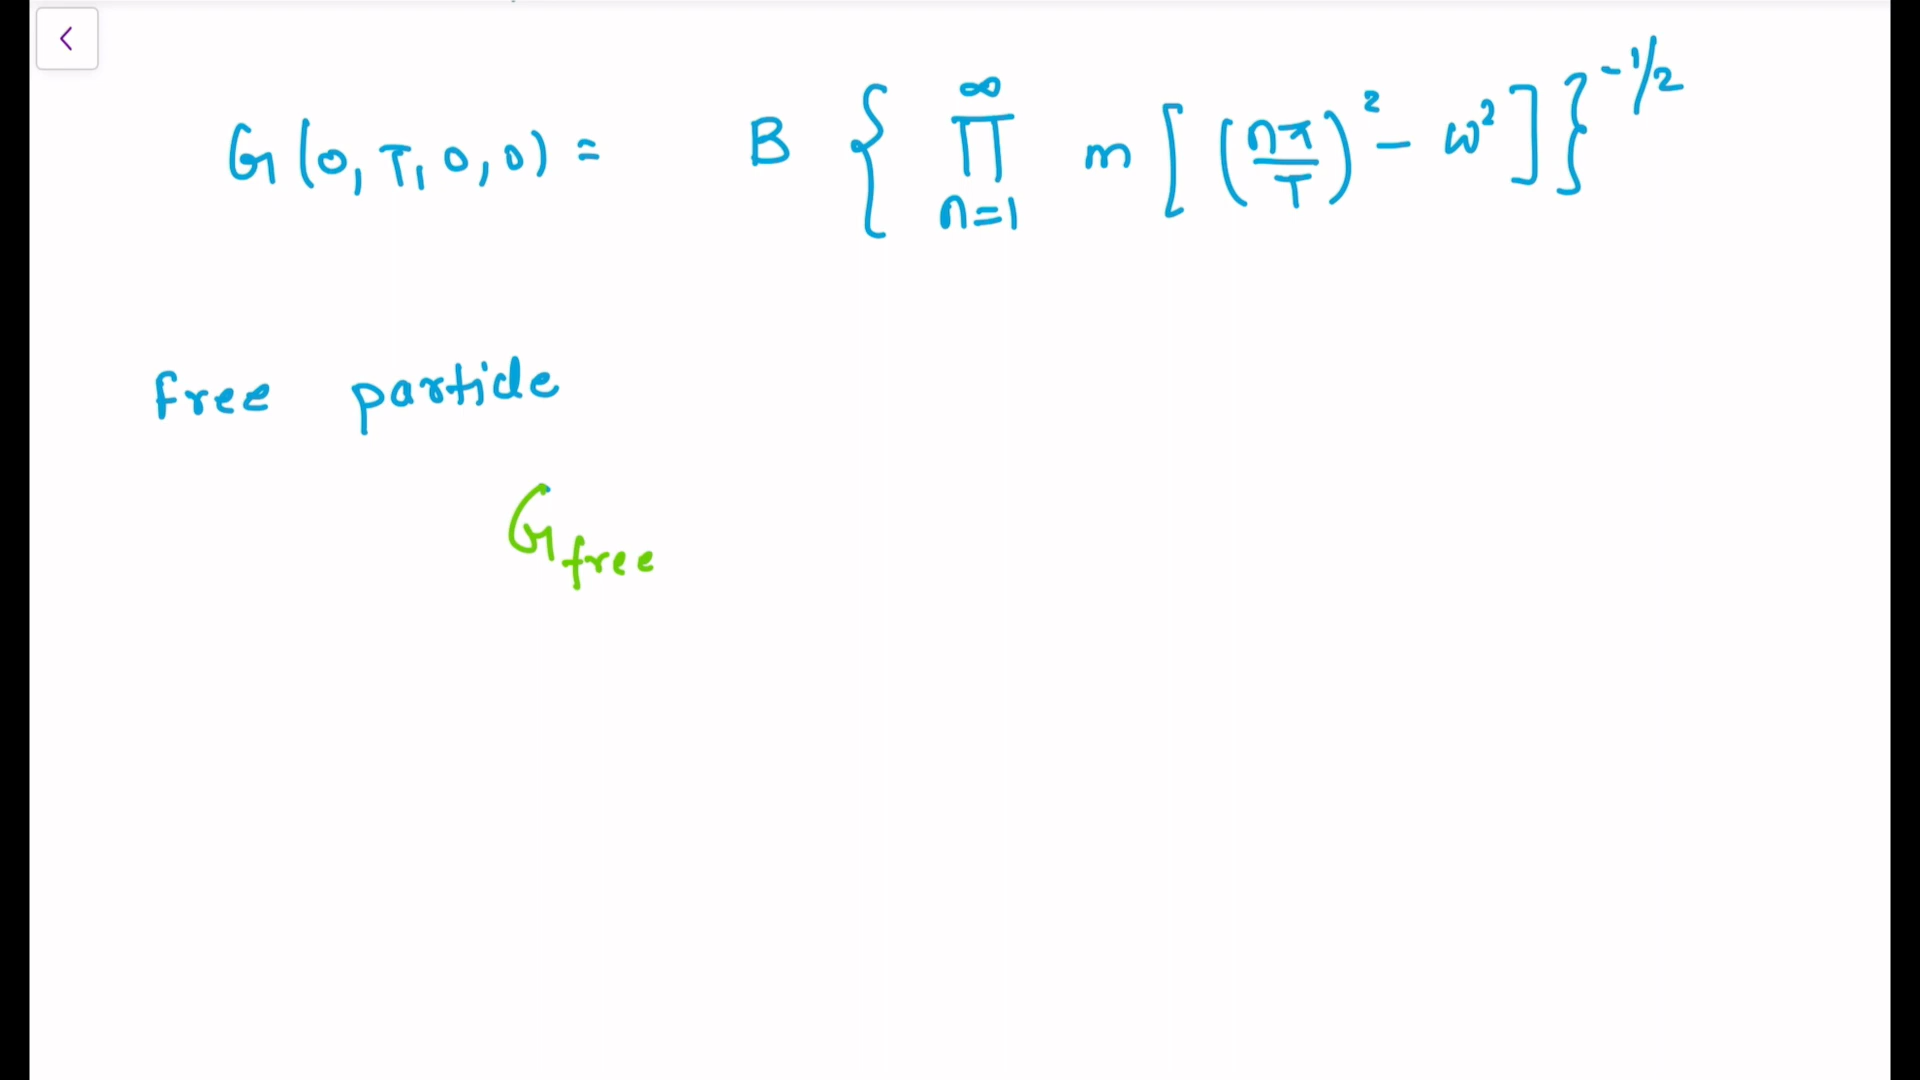 G(0,T,0,0) = B { ∏_{n=1}^{∞} m [ (nπ/T)² - ω² ] }^{-1/2}
free particle
G_free